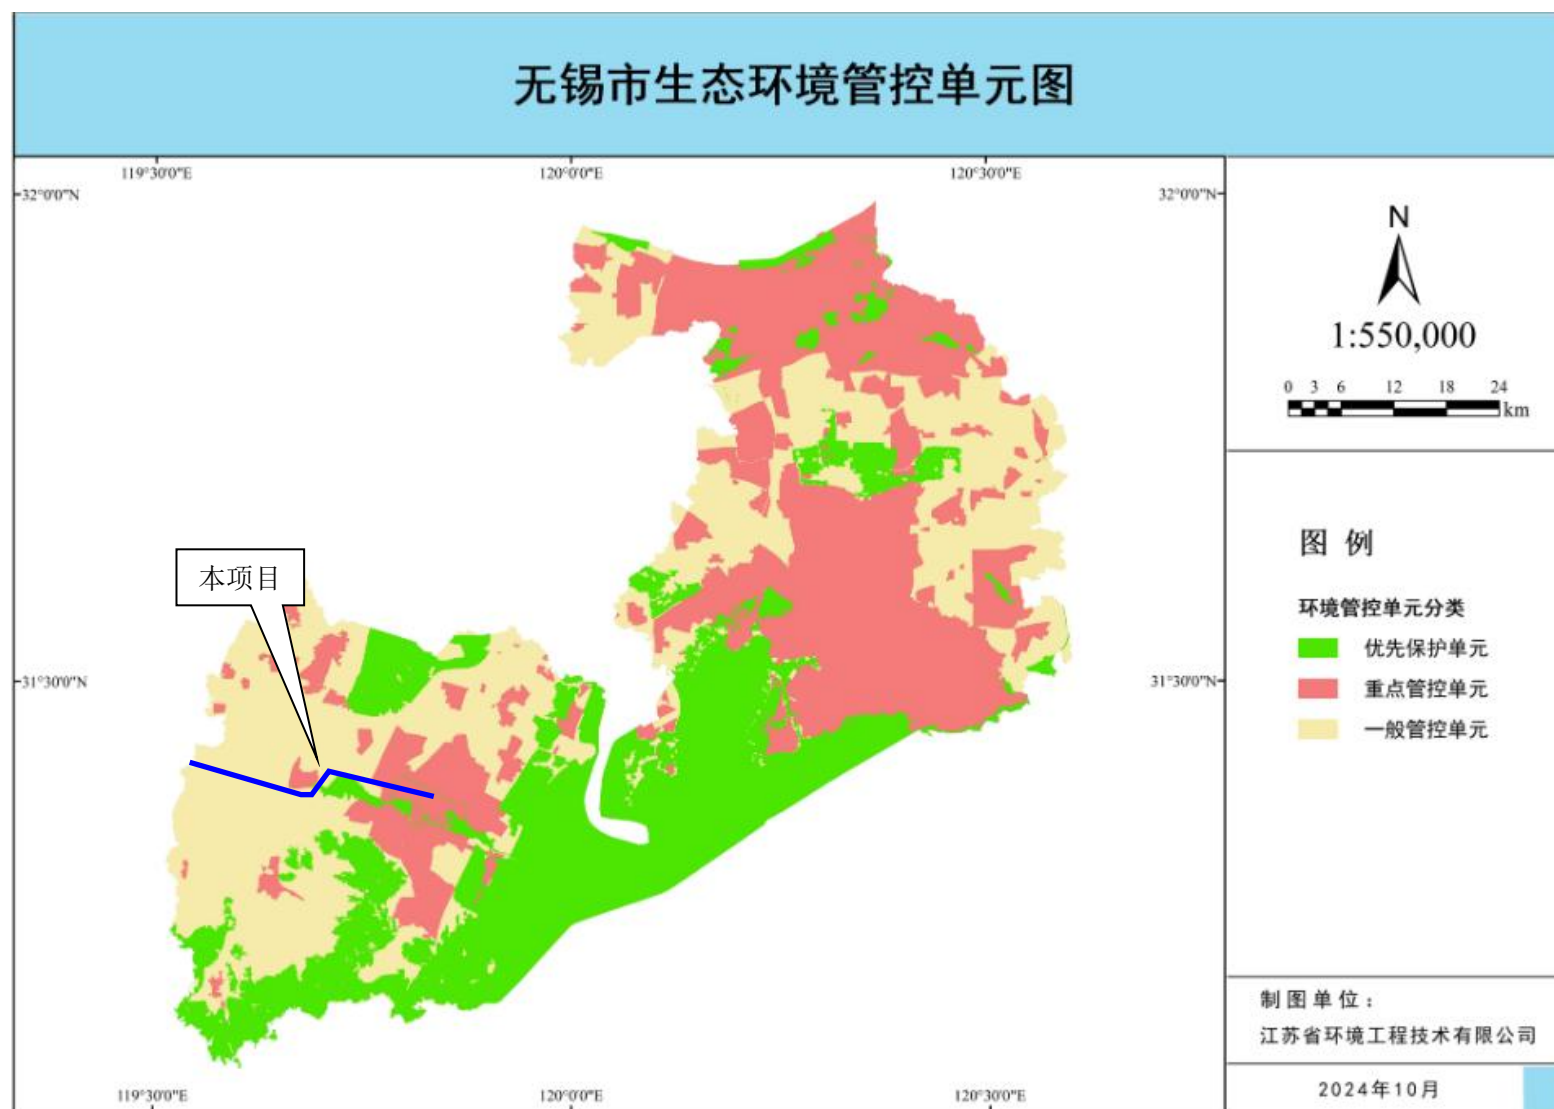 无锡市生态环境管控单元图
119°30'0"E
120°0'0"E
120°30'0"E
32°0'0"N
32°0'0"N
N
1:550,000
0 3 6 12 18 24
km
本项目
图 例
环境管控单元分类
优先保护单元
重点管控单元
一般管控单元
31°30'0"N
31°30'0"N
制图单位：
江苏省环境工程技术有限公司
2024年10月
119°30'0"E
120°0'0"E
120°30'0"E